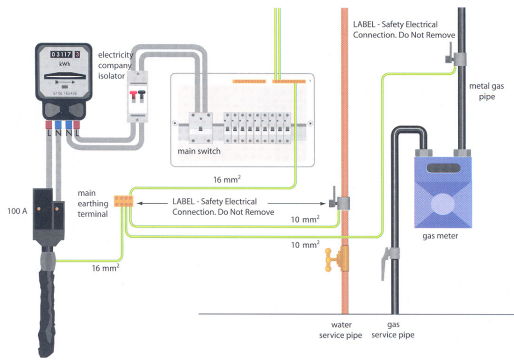 LABEL - Safety Electrical
Connection. Do Not Remove
electricity
company
isolator
kWh
L N N L
metal gas
pipe
main switch
16 mm²
main
earthing
terminal
LABEL - Safety Electrical
Connection. Do Not Remove
100 A
10 mm²
10 mm²
gas meter
16 mm²
water
service pipe
gas
service pipe